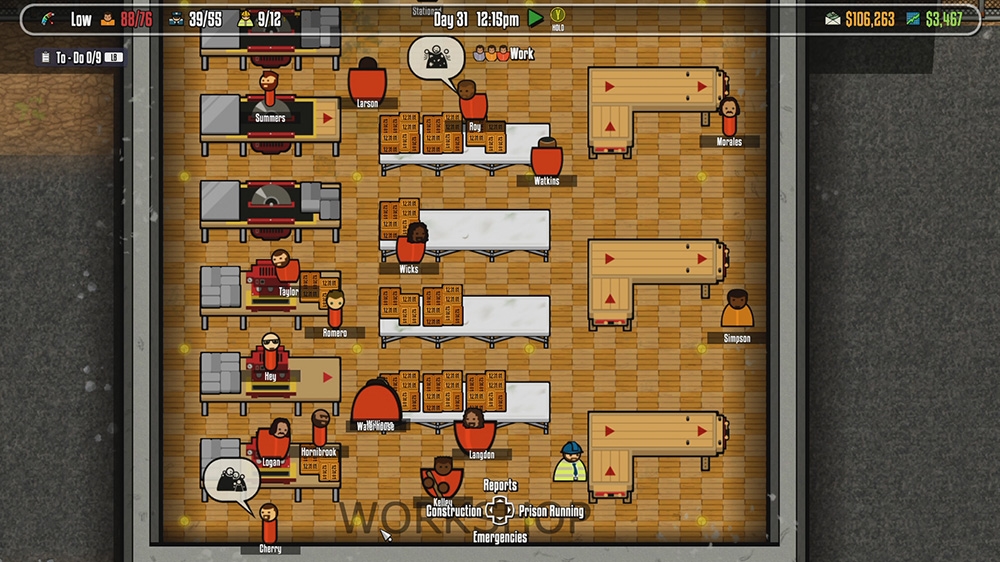 Low 88/76 39/55 9/12 Stationed Day 31 12:15pm HOLD $106,263 $3,467
To - Do 0/9 LB
Work
Larson
Summers
Roy
Morales
Watkins
Wicks
Taylor
Romero
Simpson
Hey
Waterhouse
Logan
Hornibrook
Langdon
Kelley
Reports
Construction Prison Running
WORKSHOP
Emergencies
Cherry